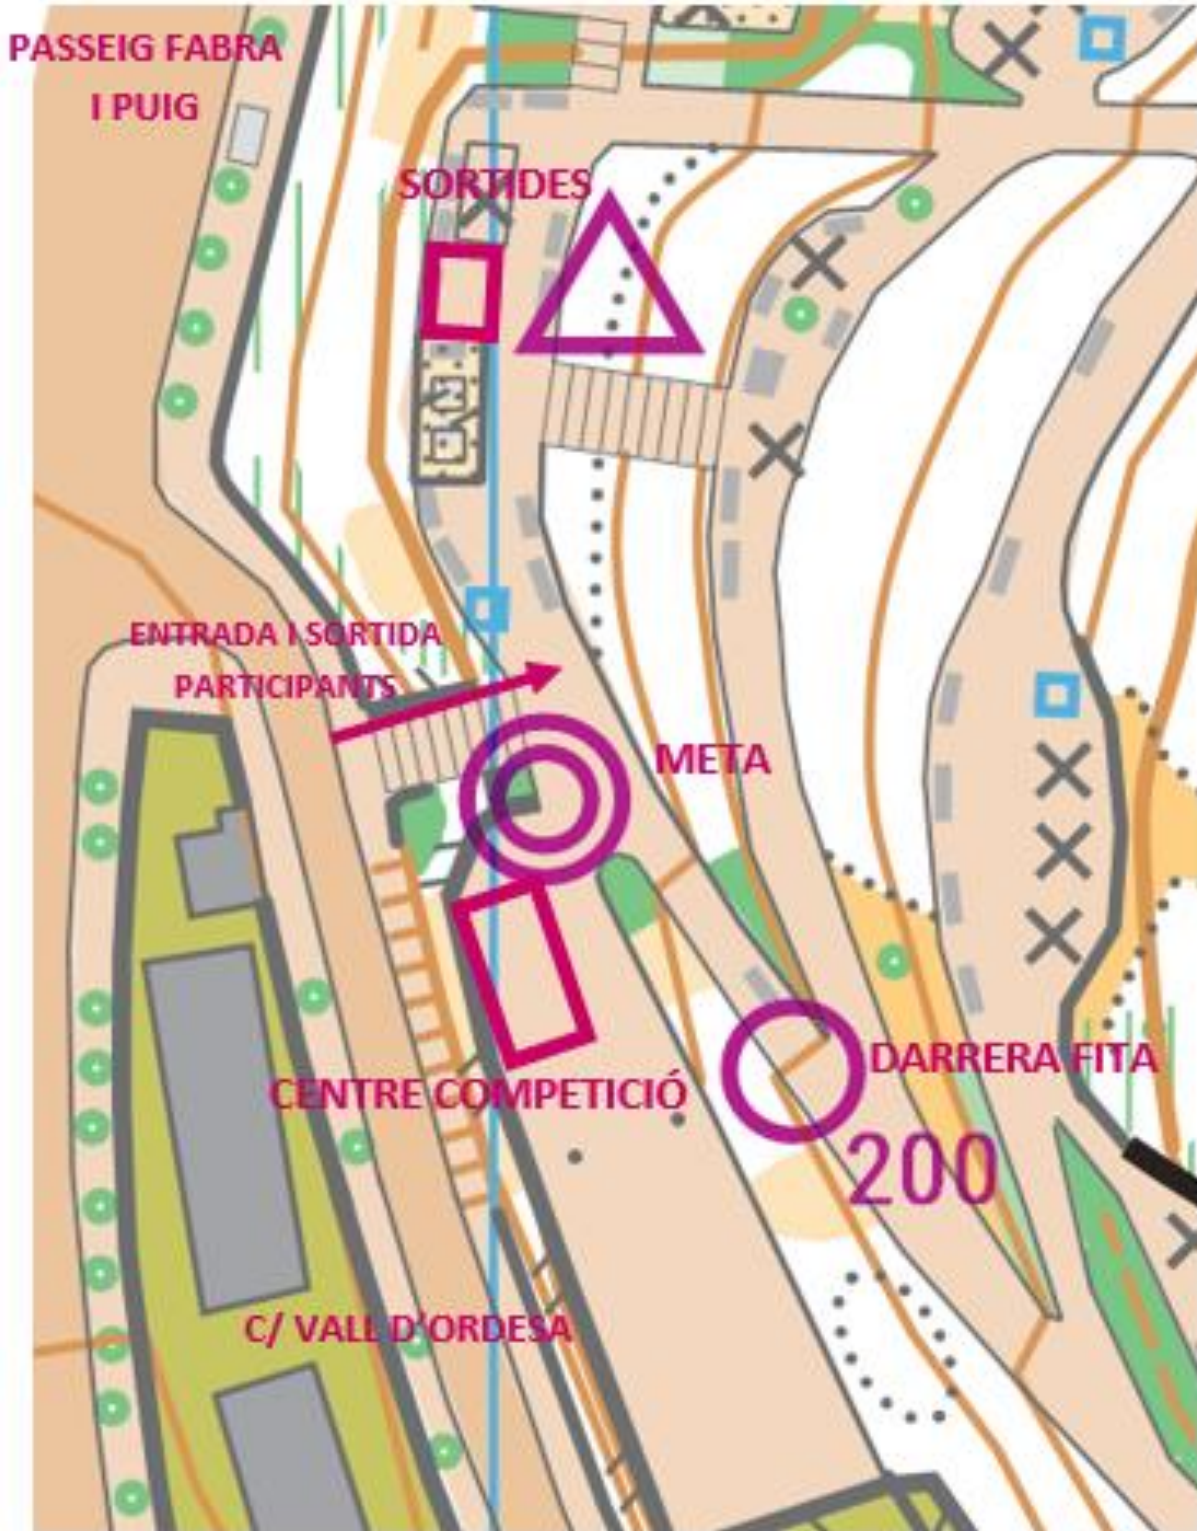 PASSEIG FABRA
I PUIG
SORTIDES
ENTRADA I SORTIDA
PARTICIPANTS
META
DARRERA FITA
CENTRE COMPETICIÓ
200
C/ VALL D'ORDESA